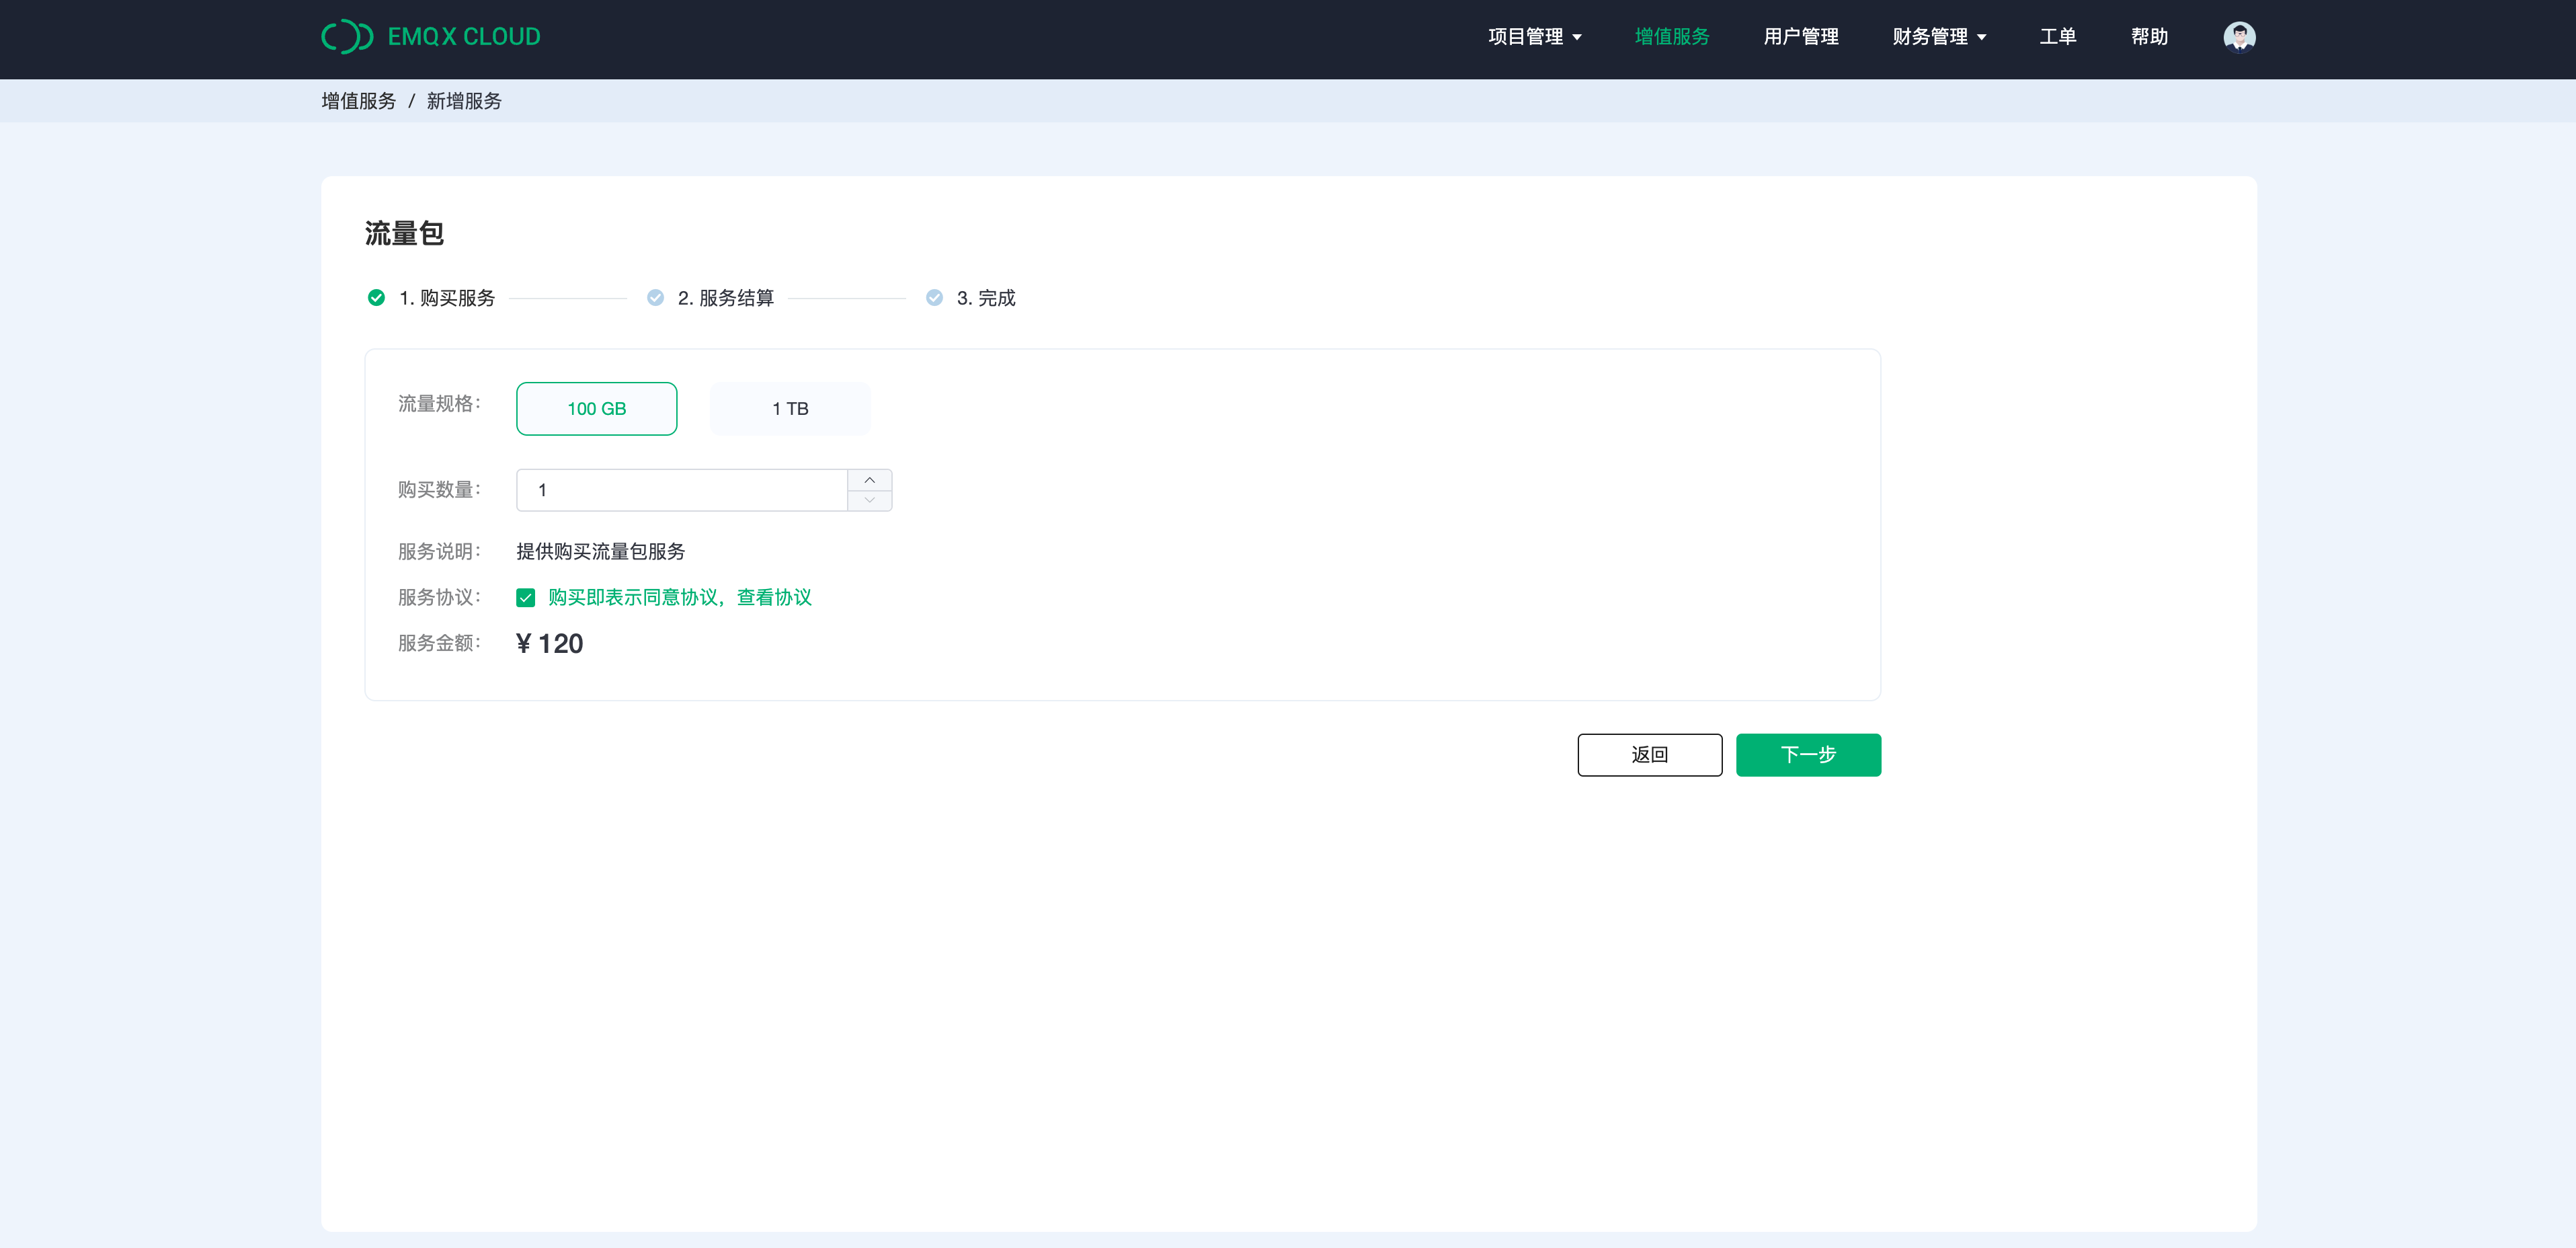 EMQX CLOUD 项目管理 增值服务 用户管理 财务管理 工单 帮助
增值服务 / 新增服务
流量包
1. 购买服务 2. 服务结算 3. 完成
流量规格： 100 GB 1 TB
购买数量： 1
服务说明： 提供购买流量包服务
服务协议： 购买即表示同意协议，查看协议
服务金额： ¥ 120
返回 下一步